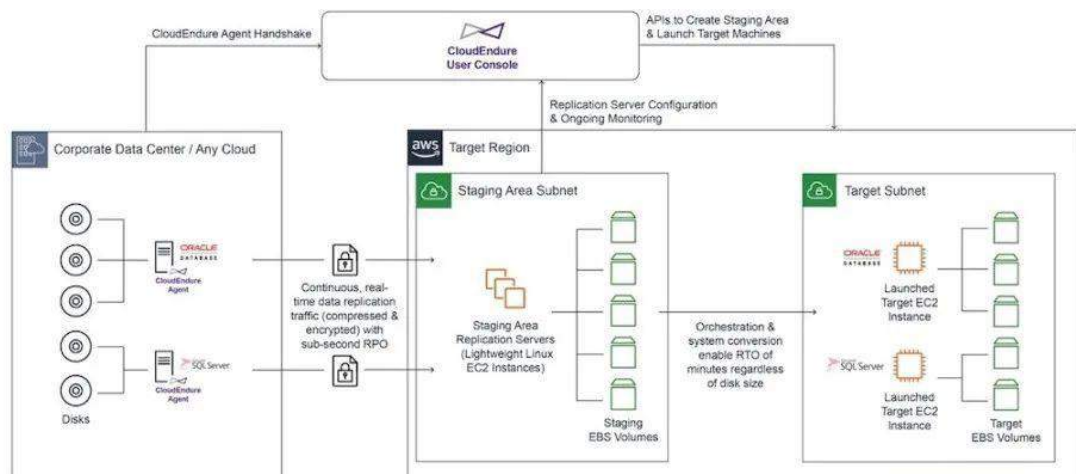 CloudEndure Agent Handshake
CloudEndure
User Console
APIs to Create Staging Area
& Launch Target Machines
Replication Server Configuration
& Ongoing Monitoring
Corporate Data Center / Any Cloud
aws
Target Region
Staging Area Subnet
Target Subnet
ORACLE
DATABASE
CloudEndure
Agent
Continuous, real-
time data replication
traffic (compressed &
encrypted) with
sub-second RPO
SQL Server
CloudEndure
Agent
Disks
Staging Area
Replication Servers
(Lightweight Linux
EC2 Instances)
Staging
EBS Volumes
Orchestration &
system conversion
enable RTO of
minutes regardless
of disk size
ORACLE
DATABASE
Launched
Target EC2
Instance
SQL Server
Launched
Target EC2
Instance
Target
EBS Volumes